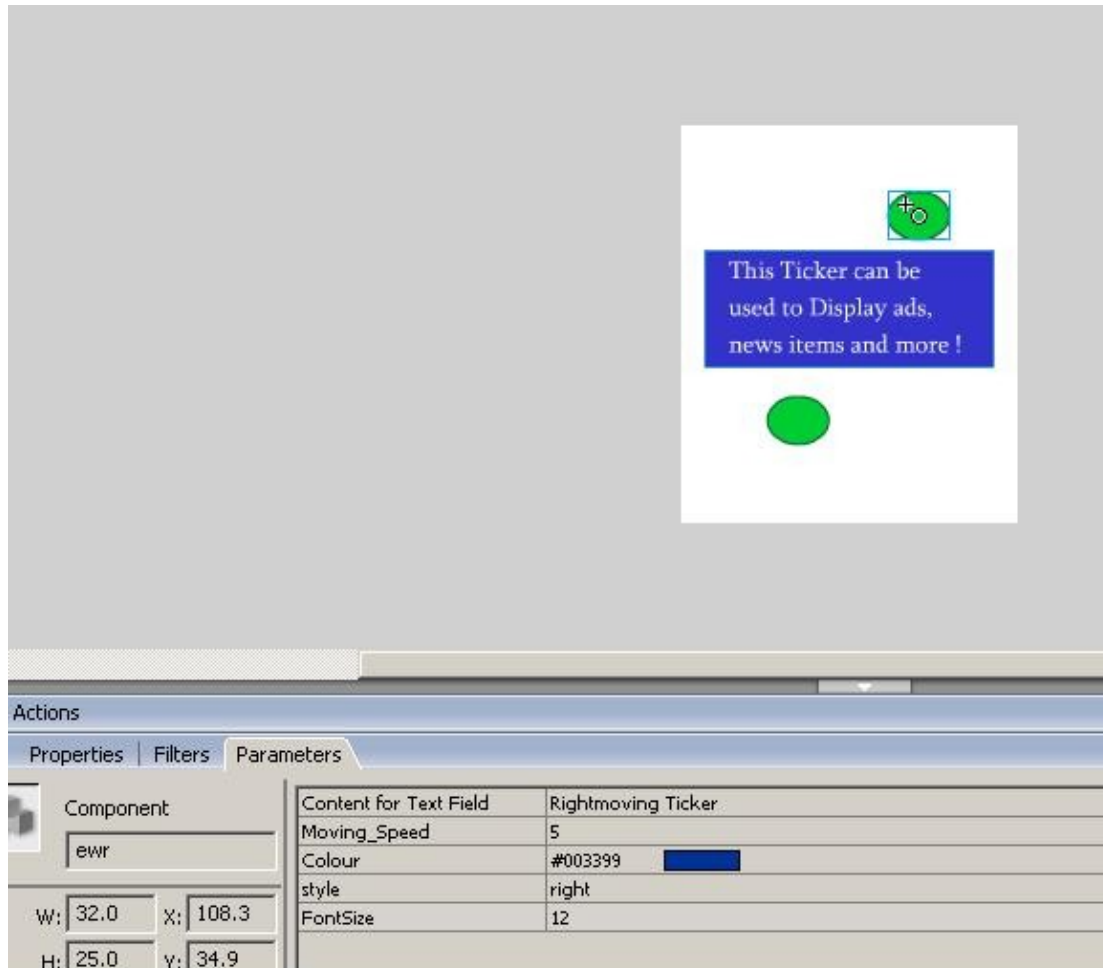 This Ticker can be
used to Display ads,
news items and more !
Actions
Properties | Filters Parameters
Component
ewr
Content for Text Field Rightmoving Ticker
Moving_Speed 5
Colour #003399
style right
FontSize 12
W: 32.0 X: 108.3
H: 25.0 Y: 34.9